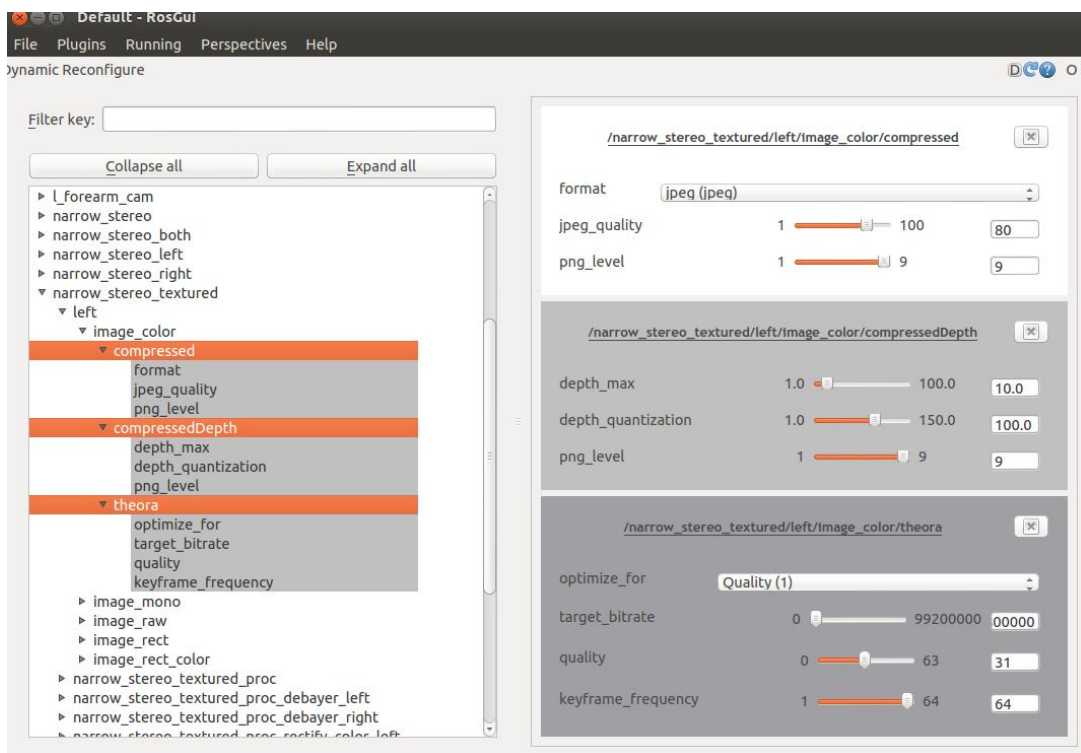 Default - RosGui
File Plugins Running Perspectives Help
Dynamic Reconfigure D O
Filter key:
Collapse all Expand all
l_forearm_cam
narrow_stereo
narrow_stereo_both
narrow_stereo_left
narrow_stereo_right
narrow_stereo_textured
left
image_color
compressed
format
jpeg_quality
png_level
compressedDepth
depth_max
depth_quantization
png_level
theora
optimize_for
target_bitrate
quality
keyframe_frequency
image_mono
image_raw
image_rect
image_rect_color
narrow_stereo_textured_proc
narrow_stereo_textured_proc_debayer_left
narrow_stereo_textured_proc_debayer_right
narrow_stereo_textured_proc_rectify_color_left
/narrow_stereo_textured/left/image_color/compressed
format jpeg (jpeg)
jpeg_quality 1 100 80
png_level 1 9 9
/narrow_stereo_textured/left/image_color/compressedDepth
depth_max 1.0 100.0 10.0
depth_quantization 1.0 150.0 100.0
png_level 1 9 9
/narrow_stereo_textured/left/image_color/theora
optimize_for Quality (1)
target_bitrate 0 99200000 00000
quality 0 63 31
keyframe_frequency 1 64 64